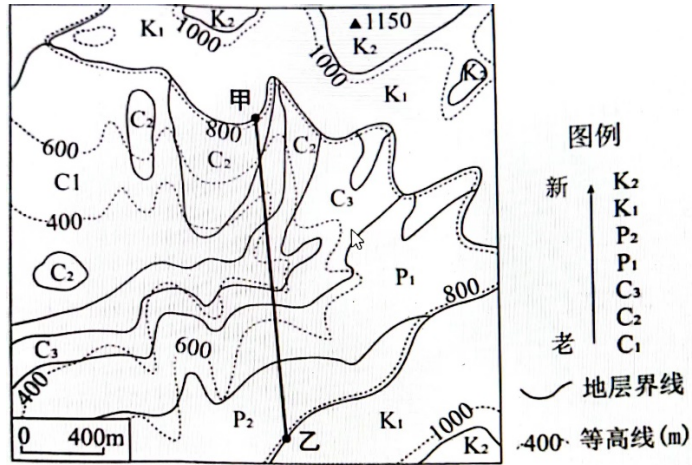 K₁
K₂
1000
▲1150
K₂
1000
K₁
K₂
甲
800
C₂
C₂
C₂
600
C1
C₃
400
C₂
P₁
800
C₃
600
400
P₂
K₁
1000
K₂
乙
0 400m
图例
新
K₂
K₁
P₂
P₁
C₃
C₂
C₁
老
地层界线
400 等高线(m)